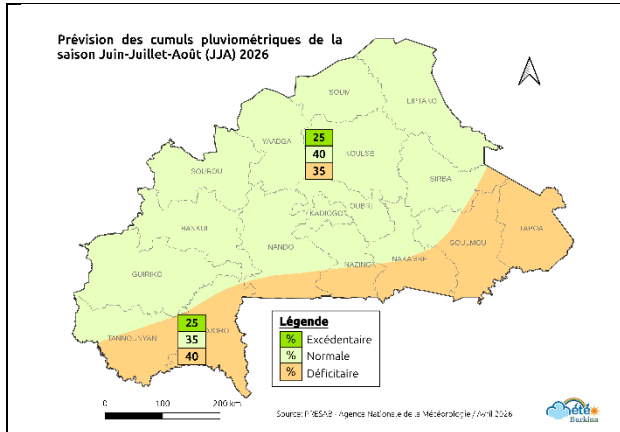 Prévision des cumuls pluviométriques de la
saison Juin-Juillet-Août (JJA) 2026
SOUM
LIPTAKO
YAADGA
25
40
35
KOULSE
SOUROU
SIRBA
OUBRI
KADIOGO
BANKUI
TAPOA
GOULMOU
NANDO
NAKAMBE
NAZINON
GUIRIKO
25
35
40
DJORO
TANNOUNYAN
Légende
% Excédentaire
% Normale
% Déficitaire
0 100 200 km
Source: PRESAB - Agence Nationale de la Météorologie / Avril 2026
Météo
Burkina